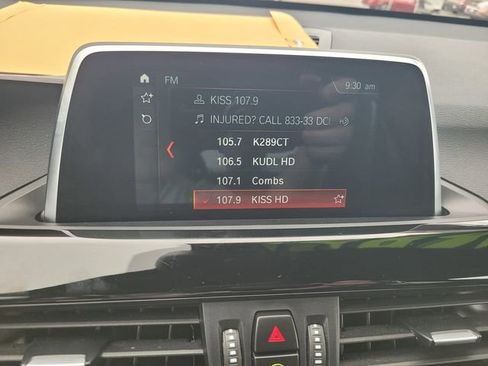 FM
9:30 am
KISS 107.9
INJURED? CALL 833-33 DC
105.7 K289CT
106.5 KUDL HD
107.1 Combs
107.9 KISS HD